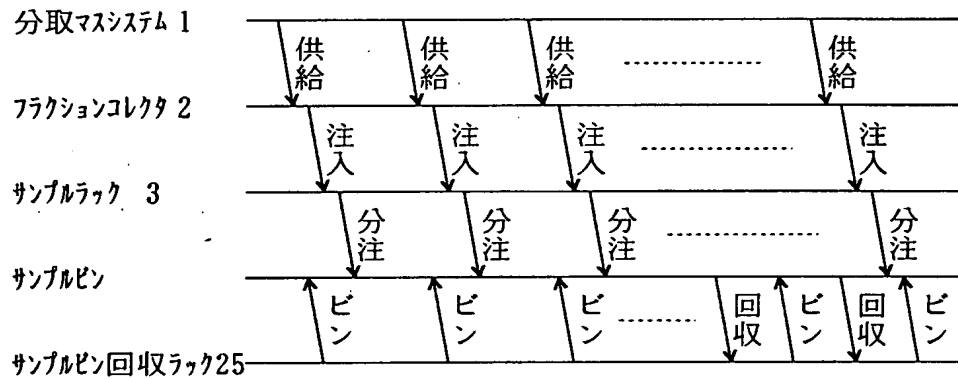 分取マスシステム 1
供給 供給 供給 供給
フラクションコレクタ 2
注入 注入 注入 注入
サンプルラック 3
分注 分注 分注 分注
サンプルビン
ビン ビン ビン 回収 ビン 回収 ビン
サンプルビン回収ラック25